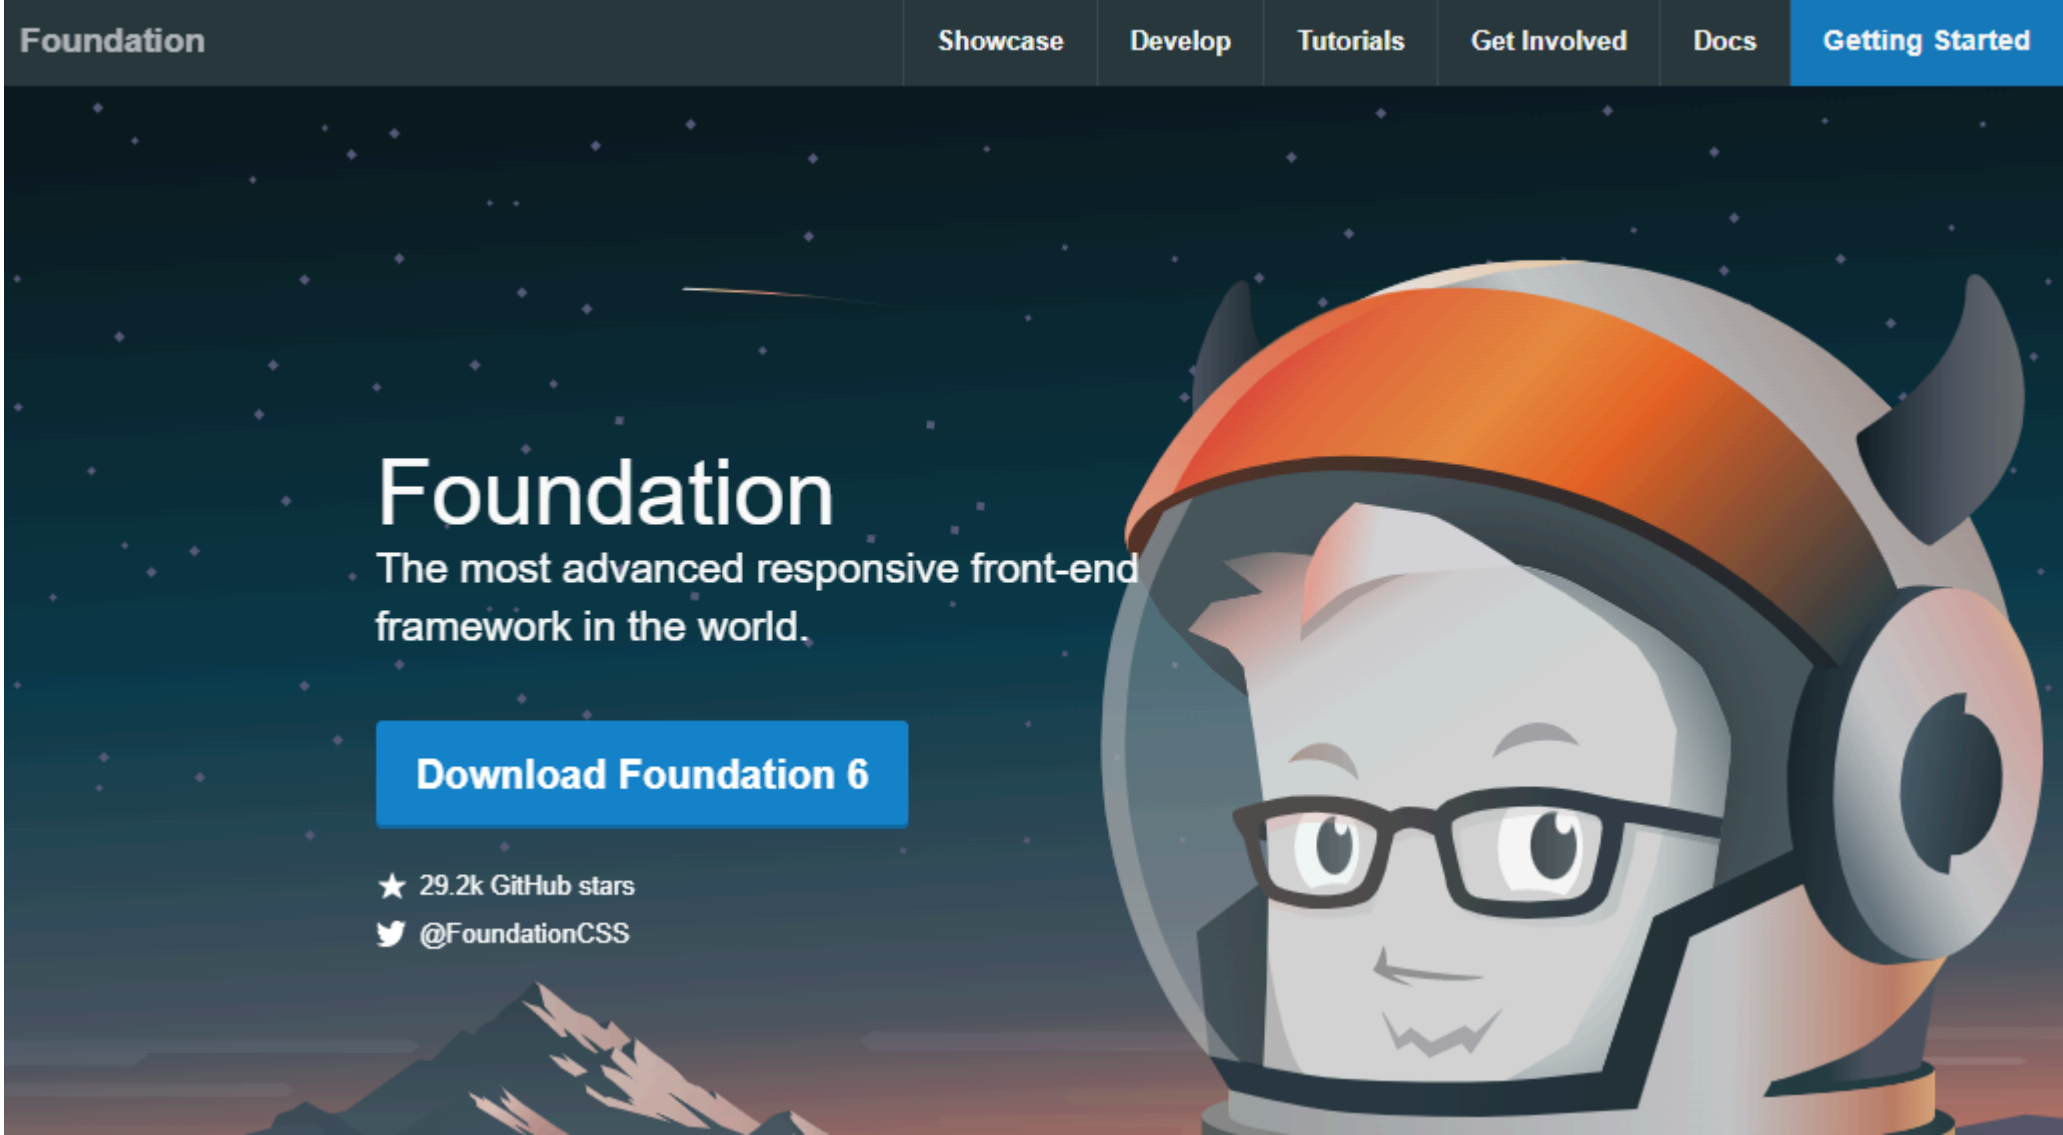 Foundation
Showcase
Develop
Tutorials
Get Involved
Docs
Getting Started
Foundation
The most advanced responsive front-end
framework in the world.
Download Foundation 6
29.2k GitHub stars
@FoundationCSS